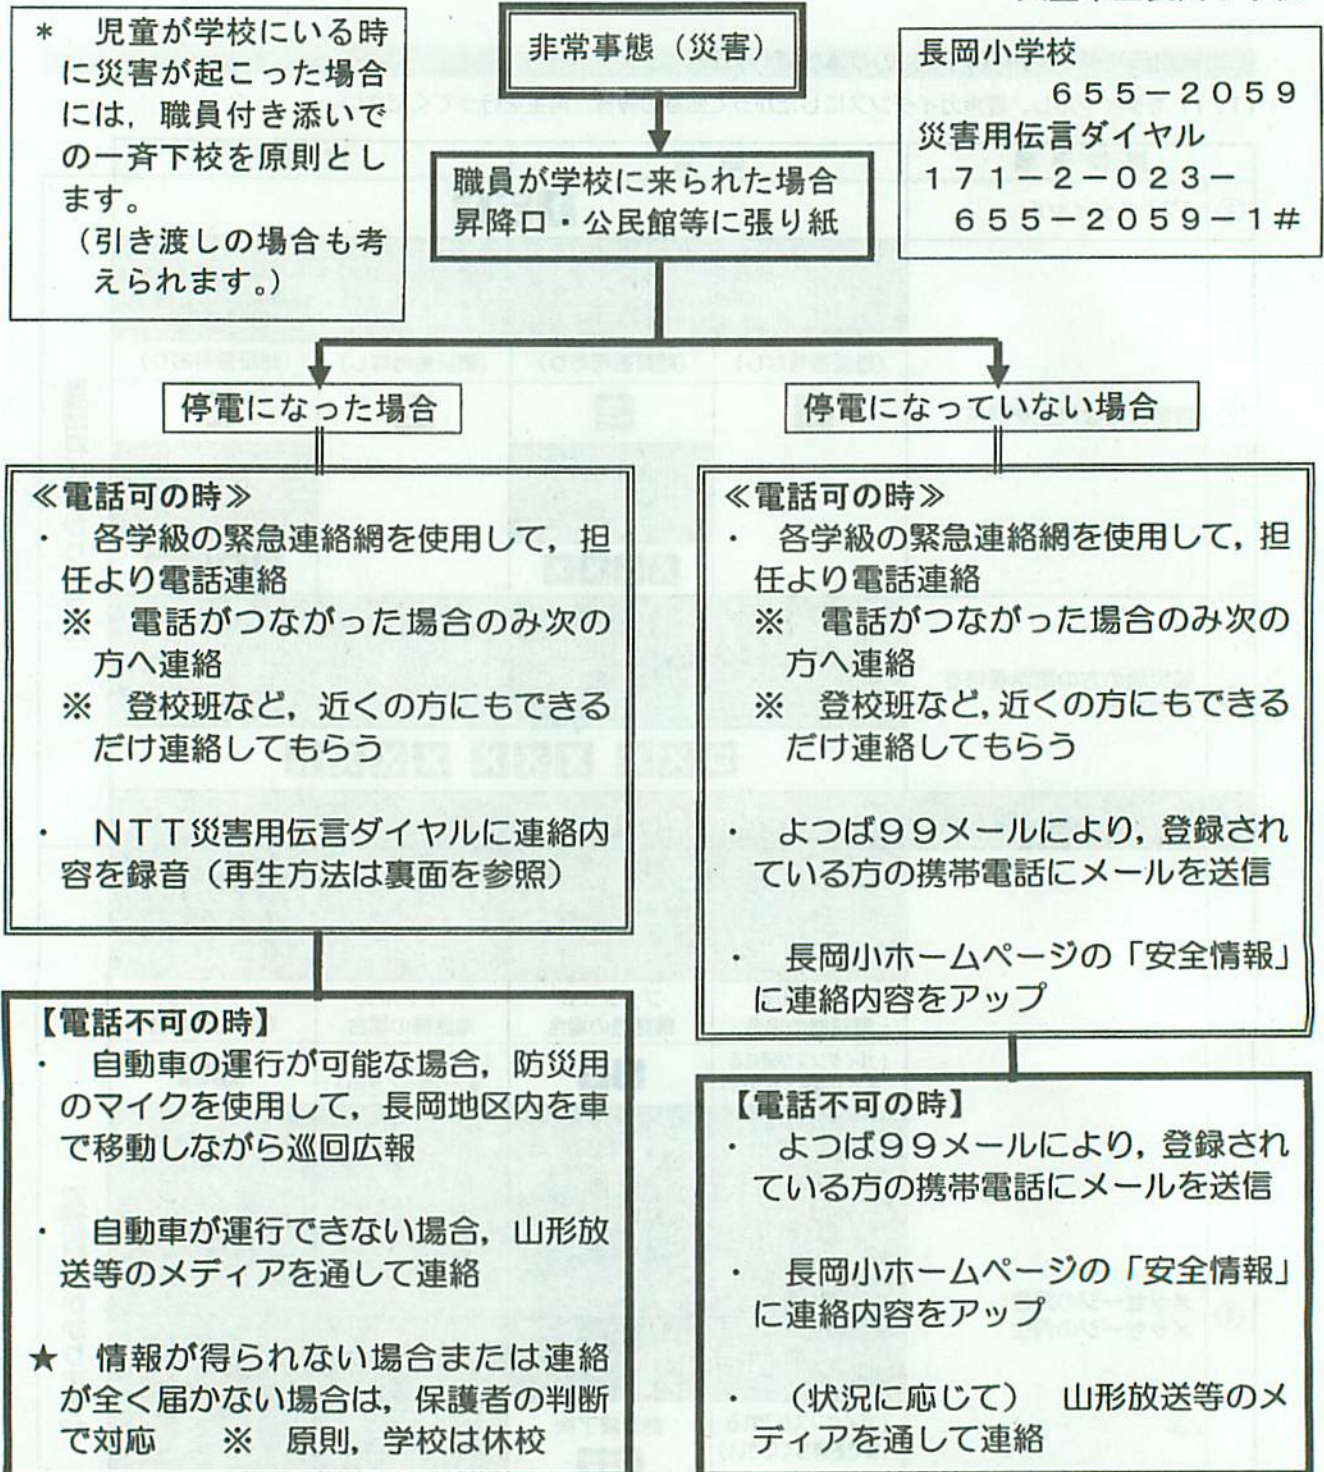 * 児童が学校にいる時
に災害が起こった場合
には，職員付き添いで
の一斉下校を原則とし
ます。
（引き渡しの場合も考
えられます。）
非常事態（災害）
長岡小学校
６５５－２０５９
災害用伝言ダイヤル
１７１－２－０２３－
６５５－２０５９－１＃
職員が学校に来られた場合
昇降口・公民館等に張り紙
停電になった場合
停電になっていない場合
≪電話可の時≫
・ 各学級の緊急連絡網を使用して，担
任より電話連絡
※ 電話がつながった場合のみ次の
方へ連絡
※ 登校班など，近くの方にもできる
だけ連絡してもらう
・ ＮＴＴ災害用伝言ダイヤルに連絡内
容を録音（再生方法は裏面を参照）
【電話不可の時】
・ 自動車の運行が可能な場合，防災用
のマイクを使用して，長岡地区内を車
で移動しながら巡回広報
・ 自動車が運行できない場合，山形放
送等のメディアを通して連絡
★ 情報が得られない場合または連絡
が全く届かない場合は，保護者の判断
で対応 ※ 原則，学校は休校
≪電話可の時≫
・ 各学級の緊急連絡網を使用して，担
任より電話連絡
※ 電話がつながった場合のみ次の
方へ連絡
※ 登校班など，近くの方にもできる
だけ連絡してもらう
・ よつば９９メールにより，登録され
ている方の携帯電話にメールを送信
・ 長岡小ホームページの「安全情報」
に連絡内容をアップ
【電話不可の時】
・ よつば９９メールにより，登録され
ている方の携帯電話にメールを送信
・ 長岡小ホームページの「安全情報」
に連絡内容をアップ
・ （状況に応じて） 山形放送等のメ
ディアを通して連絡